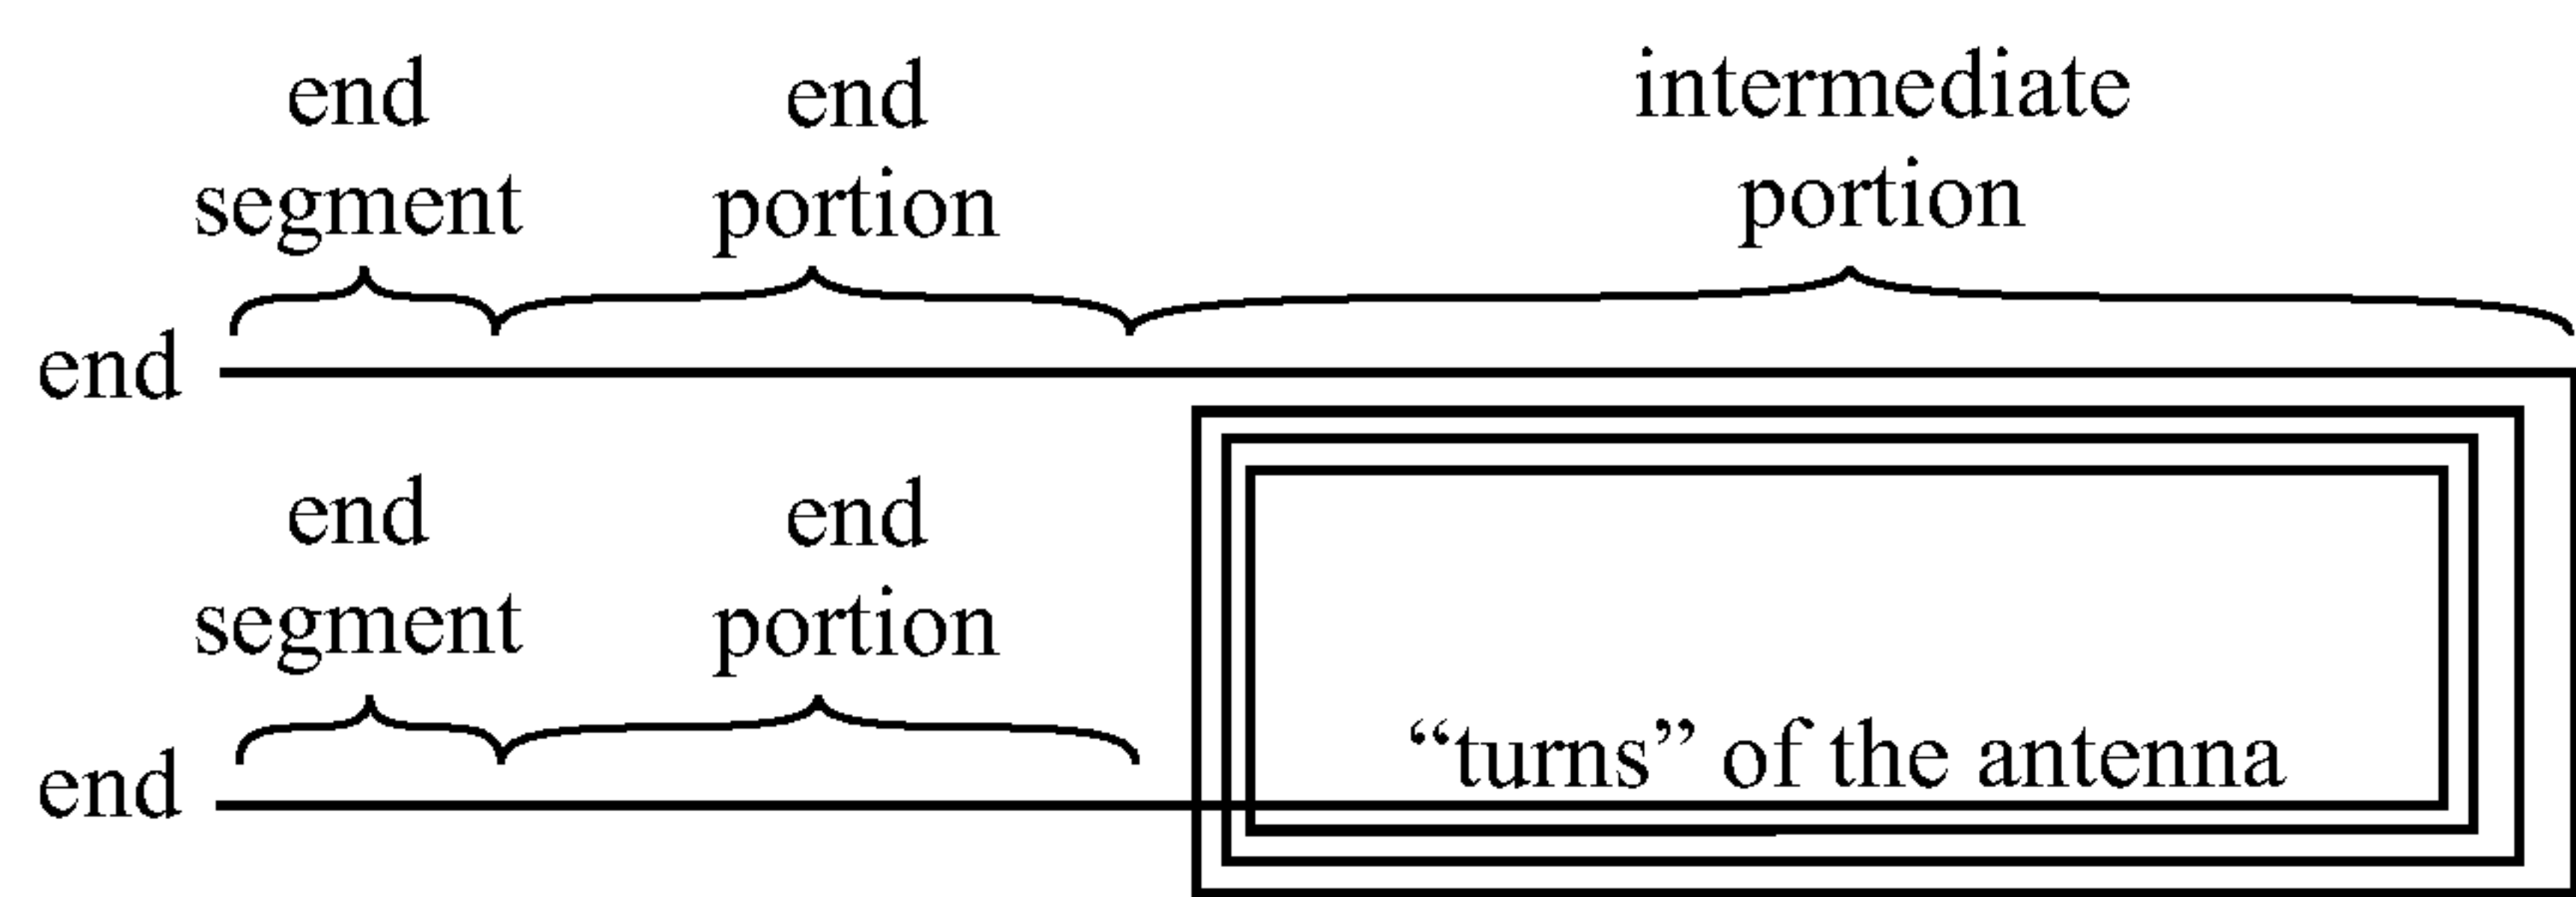 end
segment
end
portion
intermediate
portion
end
end
segment
end
portion
end
“turns” of the antenna